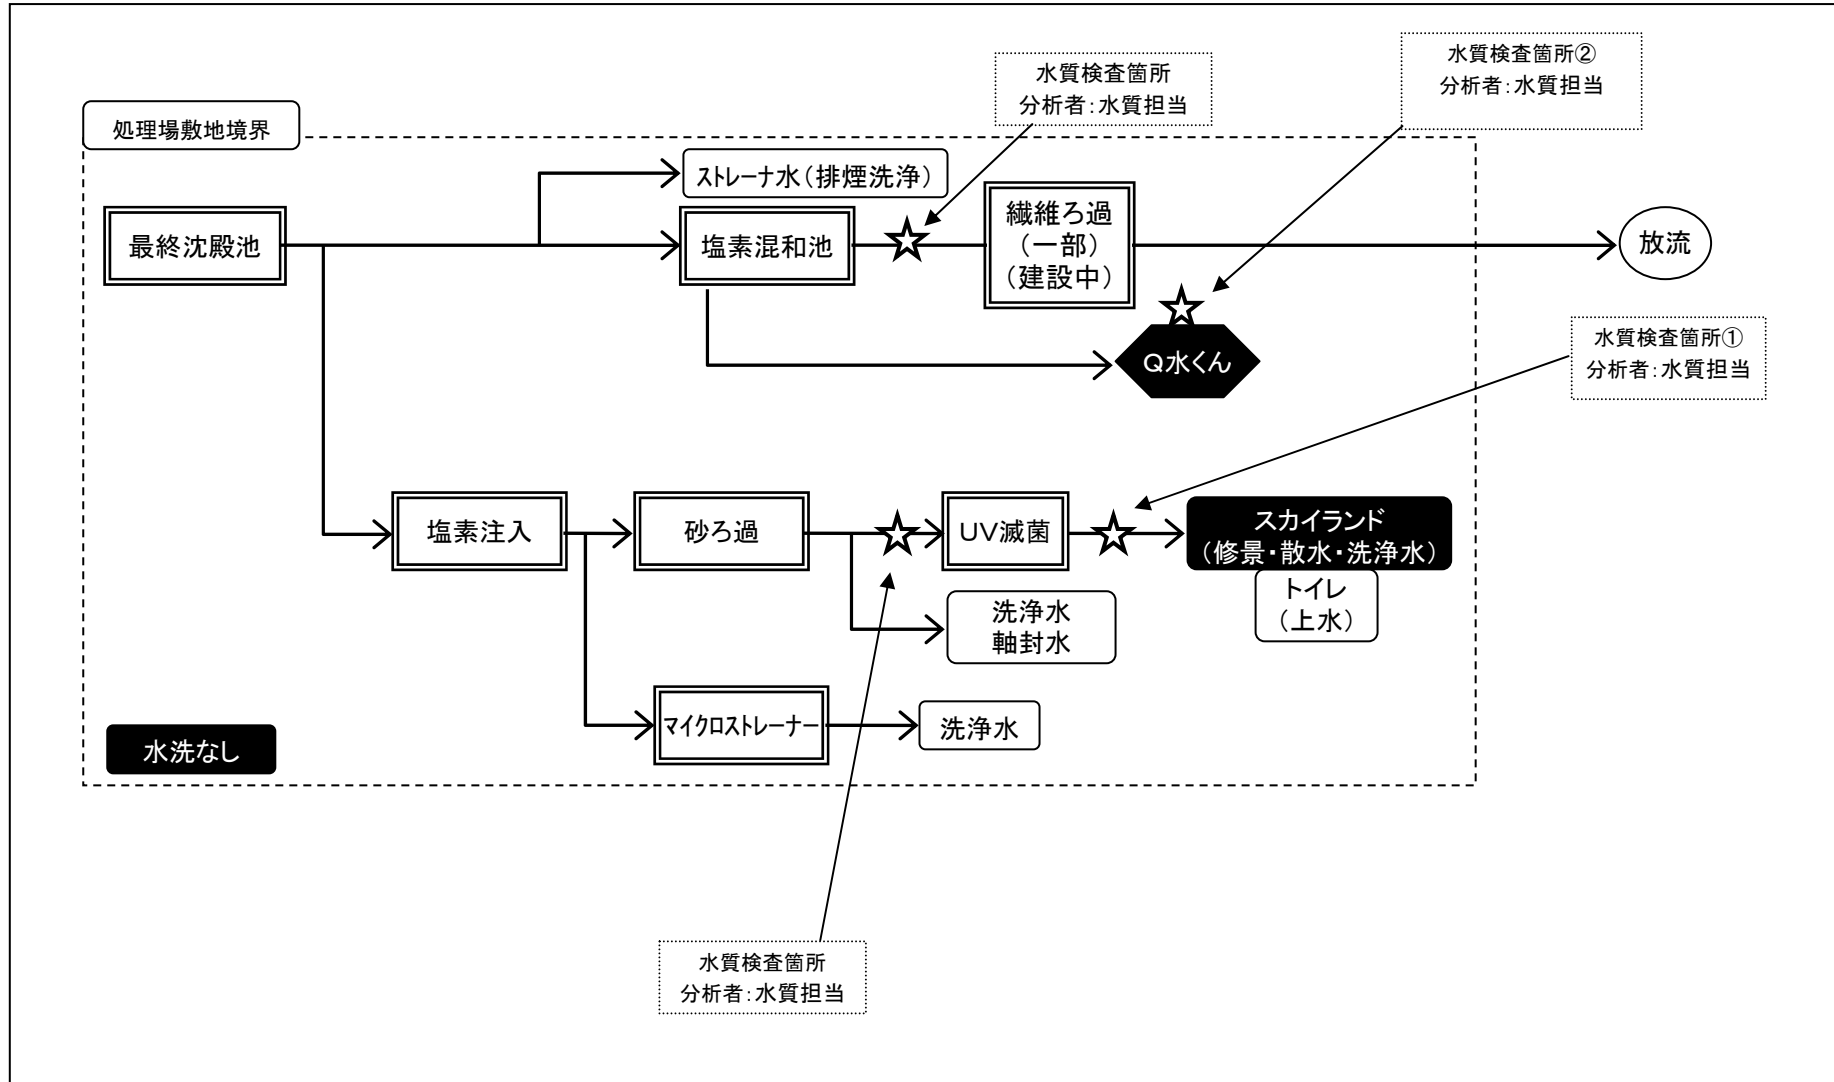 水質検査箇所②
分析者：水質担当
水質検査箇所
分析者：水質担当
処理場敷地境界
ストレーナ水（排煙洗浄）
最終沈殿池
塩素混和池
繊維ろ過
（一部）
（建設中）
放流
水質検査箇所①
分析者：水質担当
Ｑ水くん
塩素注入
砂ろ過
ＵＶ滅菌
スカイランド
（修景・散水・洗浄水）
トイレ
（上水）
洗浄水
軸封水
マイクロストレーナー
洗浄水
水洗なし
水質検査箇所
分析者：水質担当